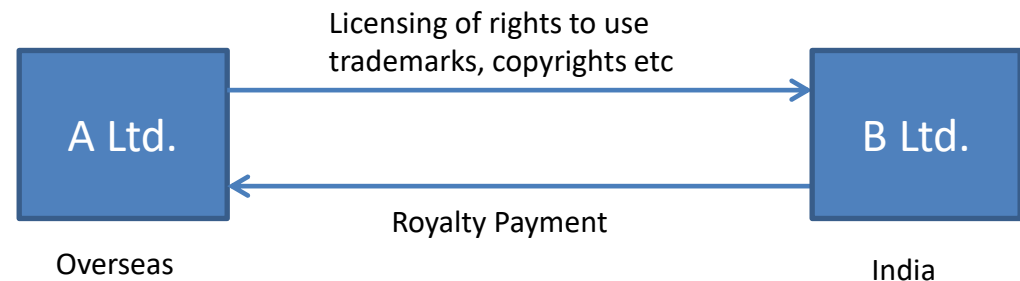 Licensing of rights to use
trademarks, copyrights etc
A Ltd.
B Ltd.
Royalty Payment
Overseas
India